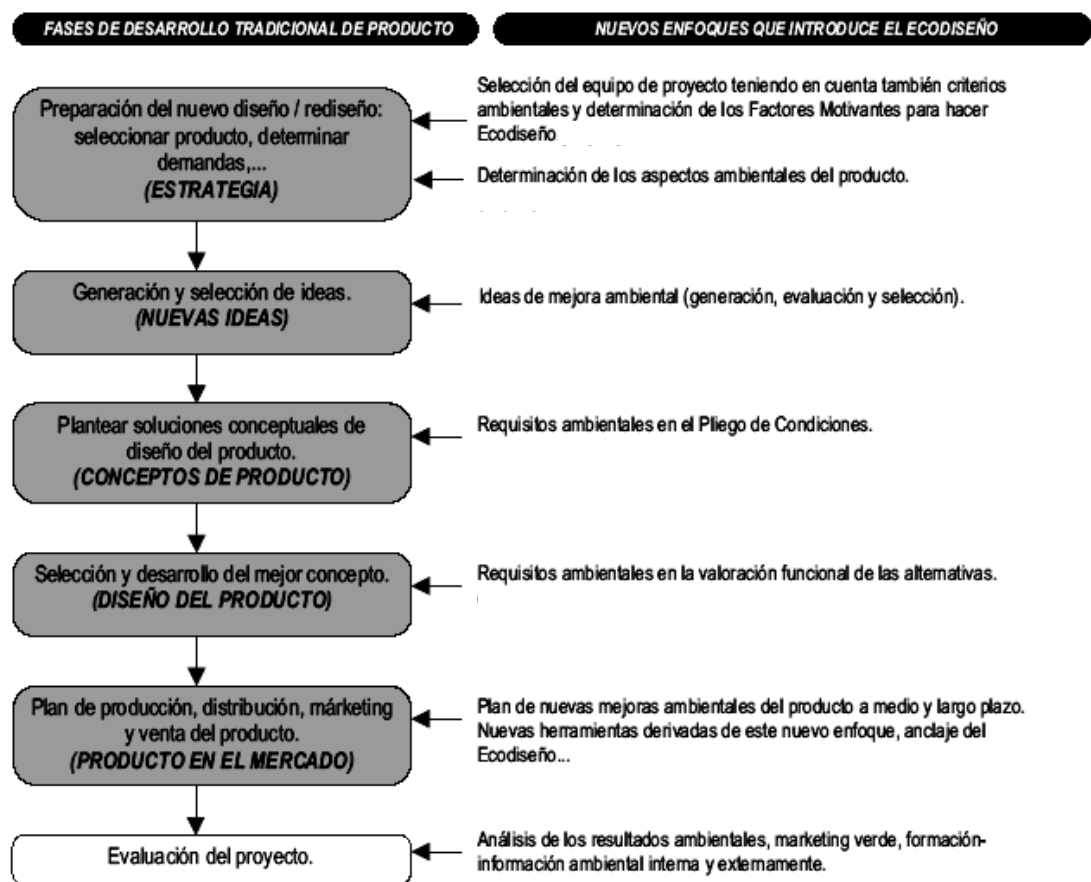 FASES DE DESARROLLO TRADICIONAL DE PRODUCTO
NUEVOS ENFOQUES QUE INTRODUCE EL ECODISEÑO
Preparación del nuevo diseño / rediseño:
seleccionar producto, determinar
demandas,...
(ESTRATEGIA)
Selección del equipo de proyecto teniendo en cuenta también criterios
ambientales y determinación de los Factores Motivantes para hacer
Ecodiseño
Determinación de los aspectos ambientales del producto.
Generación y selección de ideas.
(NUEVAS IDEAS)
Ideas de mejora ambiental (generación, evaluación y selección).
Plantear soluciones conceptuales de
diseño del producto.
(CONCEPTOS DE PRODUCTO)
Requisitos ambientales en el Pliego de Condiciones.
Selección y desarrollo del mejor concepto.
(DISEÑO DEL PRODUCTO)
Requisitos ambientales en la valoración funcional de las alternativas.
Plan de producción, distribución, márketing
y venta del producto.
(PRODUCTO EN EL MERCADO)
Plan de nuevas mejoras ambientales del producto a medio y largo plazo.
Nuevas herramientas derivadas de este nuevo enfoque, anclaje del
Ecodiseño...
Evaluación del proyecto.
Análisis de los resultados ambientales, marketing verde, formación-
información ambiental interna y externamente.